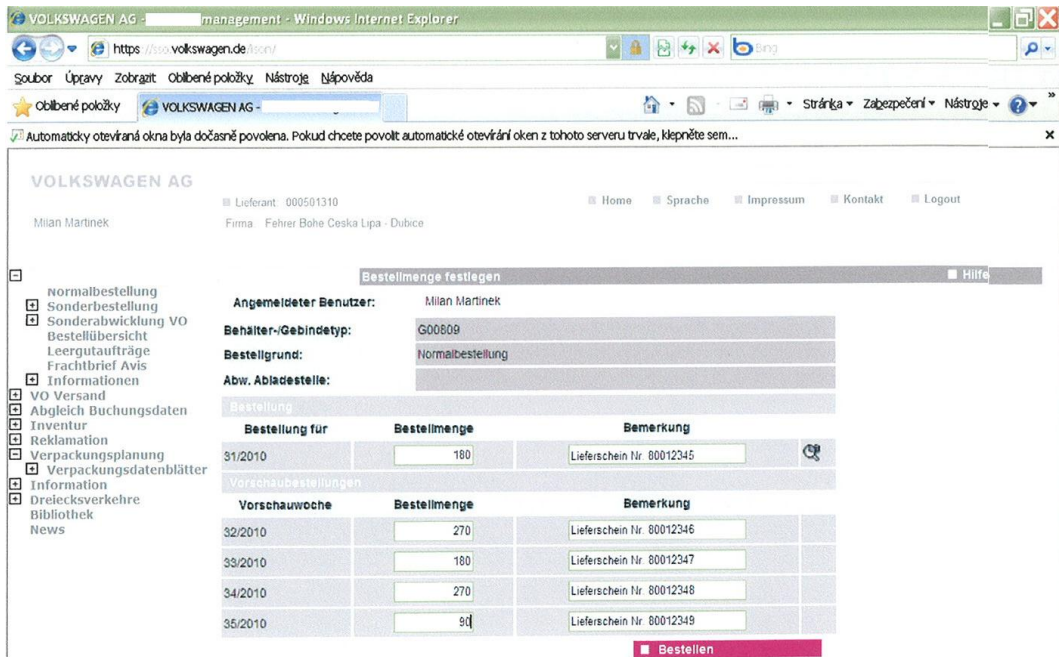 VOLKSWAGEN AG - management - Windows Internet Explorer
https://sso.volkswagen.de/lison/
Bing
Soubor Úpravy Zobrazit Oblíbené položky Nástroje Nápověda
Oblíbené položky VOLKSWAGEN AG - Stránka Zabezpečení Nástroje
Automaticky otevíraná okna byla dočasně povolena. Pokud chcete povolit automatické otevírání oken z tohoto serveru trvale, klepněte sem...
VOLKSWAGEN AG
Lieferant 000501310 Home Sprache Impressum Kontakt Logout
Milan Martinek Firma Fehrer Bohe Ceska Lipa - Dubice
Bestellmenge festlegen Hilfe
Normalbestellung
Sonderbestellung
Sonderabwicklung VO
Bestellübersicht
Leergutaufträge
Frachtbrief Avis
Informationen
VO Versand
Abgleich Buchungsdaten
Inventur
Reklamation
Verpackungsplanung
Verpackungsdatenblätter
Information
Dreiecksverkehre
Bibliothek
News
Angemeldeter Benutzer: Milan Martinek
Behälter-/Gebindetyp: G00809
Bestellgrund: Normalbestellung
Abw. Abladestelle:
Bestellung
Bestellung für Bestellmenge Bemerkung
31/2010 180 Lieferschein Nr. 80012345
Vorschaubestellungen
Vorschauwoche Bestellmenge Bemerkung
32/2010 270 Lieferschein Nr. 80012346
33/2010 180 Lieferschein Nr. 80012347
34/2010 270 Lieferschein Nr. 80012348
35/2010 90 Lieferschein Nr. 80012349
Bestellen